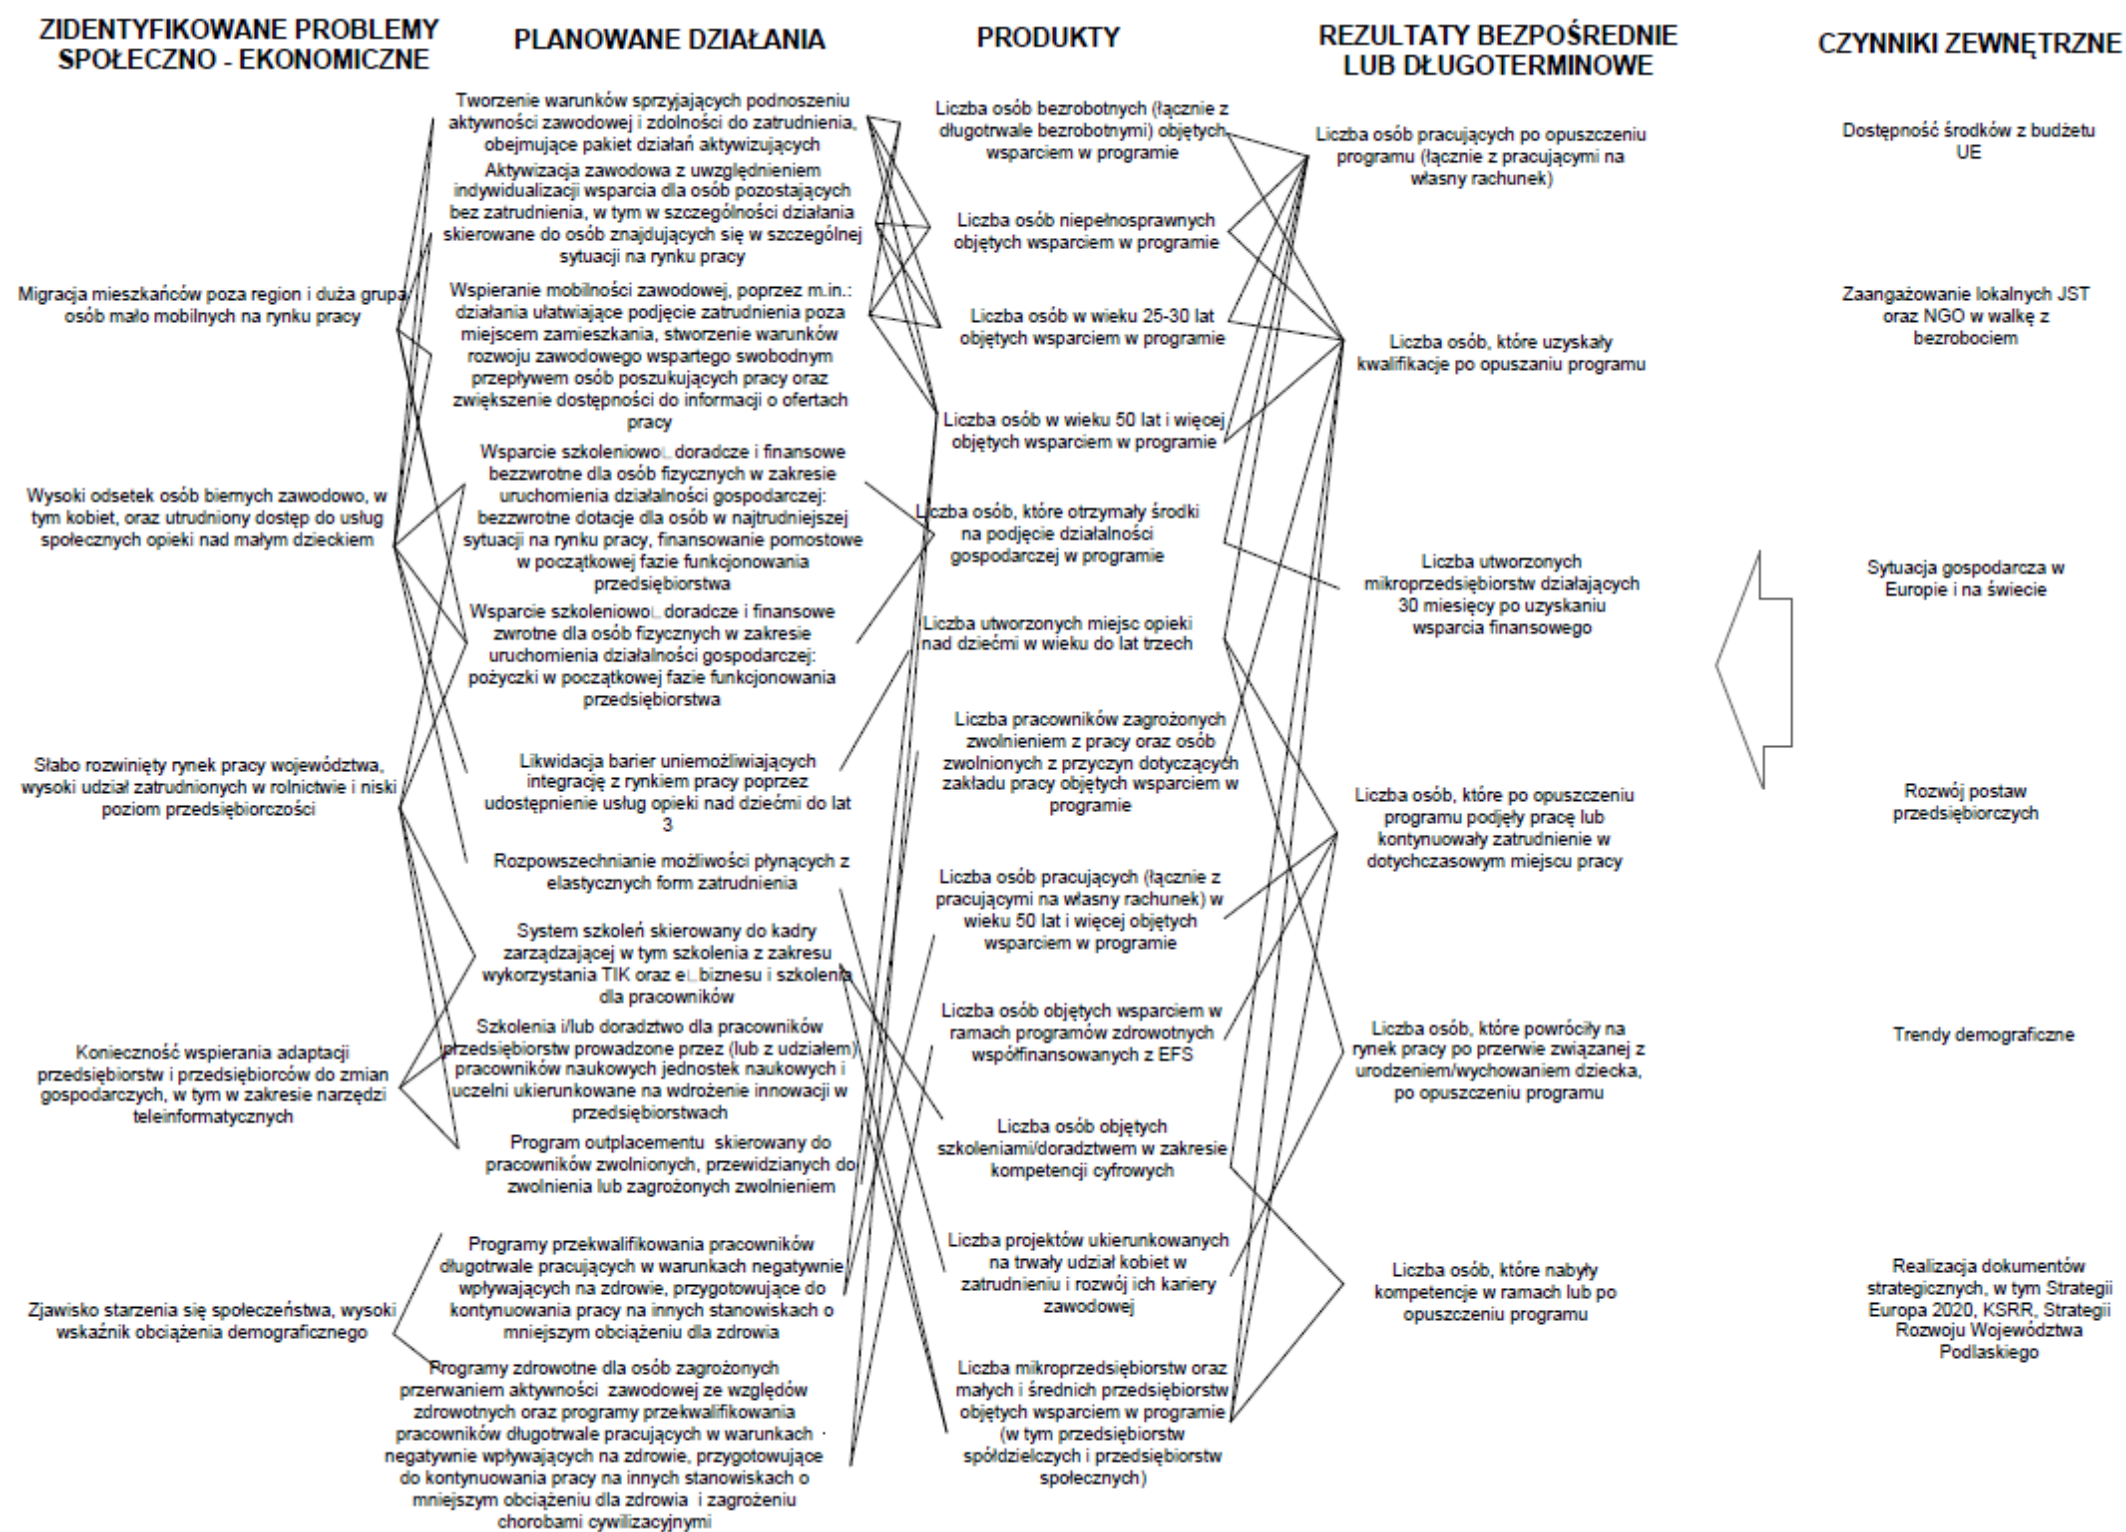 ZIDENTYFIKOWANE PROBLEMY
SPOŁECZNO - EKONOMICZNE
Migracja mieszkańców poza region i duża grupa
osób mało mobilnych na rynku pracy
Wysoki odsetek osób biernych zawodowo, w
tym kobiet, oraz utrudniony dostęp do usług
społecznych opieki nad małym dzieckiem
Słabo rozwinięty rynek pracy województwa,
wysoki udział zatrudnionych w rolnictwie i niski
poziom przedsiębiorczości
Konieczność wspierania adaptacji
przedsiębiorstw i przedsiębiorców do zmian
gospodarczych, w tym w zakresie narzędzi
teleinformatycznych
Zjawisko starzenia się społeczeństwa, wysoki
wskaźnik obciążenia demograficznego
PLANOWANE DZIAŁANIA
Tworzenie warunków sprzyjających podnoszeniu
aktywności zawodowej i zdolności do zatrudnienia,
obejmujące pakiet działań aktywizujących
Aktywizacja zawodowa z uwzględnieniem
indywidualizacji wsparcia dla osób pozostających
bez zatrudnienia, w tym w szczególności działania
skierowane do osób znajdujących się w szczególnej
sytuacji na rynku pracy
Wspieranie mobilności zawodowej, poprzez m.in.:
działania ułatwiające podjęcie zatrudnienia poza
miejscem zamieszkania, stworzenie warunków
rozwoju zawodowego wspartego swobodnym
przepływem osób poszukujących pracy oraz
zwiększenie dostępności do informacji o ofertach
pracy
Wsparcie szkoleniowo∟ doradcze i finansowe
bezzwrotne dla osób fizycznych w zakresie
uruchomienia działalności gospodarczej:
bezzwrotne dotacje dla osób w najtrudniejszej
sytuacji na rynku pracy, finansowanie pomostowe
w początkowej fazie funkcjonowania
przedsiębiorstwa
Wsparcie szkoleniowo∟ doradcze i finansowe
zwrotne dla osób fizycznych w zakresie
uruchomienia działalności gospodarczej:
pożyczki w początkowej fazie funkcjonowania
przedsiębiorstwa
Likwidacja barier uniemożliwiających
integrację z rynkiem pracy poprzez
udostępnienie usług opieki nad dziećmi do lat
3
Rozpowszechnianie możliwości płynących z
elastycznych form zatrudnienia
System szkoleń skierowany do kadry
zarządzającej w tym szkolenia z zakresu
wykorzystania TIK oraz e∟biznesu i szkolenia
dla pracowników
Szkolenia i/lub doradztwo dla pracowników
przedsiębiorstw prowadzone przez (lub z udziałem)
pracowników naukowych jednostek naukowych i
uczelni ukierunkowane na wdrożenie innowacji w
przedsiębiorstwach
Program outplacementu skierowany do
pracowników zwolnionych, przewidzianych do
zwolnienia lub zagrożonych zwolnieniem
Programy przekwalifikowania pracowników
długotrwale pracujących w warunkach negatywnie
wpływających na zdrowie, przygotowujące do
kontynuowania pracy na innych stanowiskach o
mniejszym obciążeniu dla zdrowia
Programy zdrowotne dla osób zagrożonych
przerwaniem aktywności zawodowej ze względów
zdrowotnych oraz programy przekwalifikowania
pracowników długotrwale pracujących w warunkach
negatywnie wpływających na zdrowie, przygotowujące
do kontynuowania pracy na innych stanowiskach o
mniejszym obciążeniu dla zdrowia i zagrożeniu
chorobami cywilizacyjnymi
PRODUKTY
Liczba osób bezrobotnych (łącznie z
długotrwale bezrobotnymi) objętych
wsparciem w programie
Liczba osób niepełnosprawnych
objętych wsparciem w programie
Liczba osób w wieku 25-30 lat
objętych wsparciem w programie
Liczba osób w wieku 50 lat i więcej
objętych wsparciem w programie
Liczba osób, które otrzymały środki
na podjęcie działalności
gospodarczej w programie
Liczba utworzonych miejsc opieki
nad dziećmi w wieku do lat trzech
Liczba pracowników zagrożonych
zwolnieniem z pracy oraz osób
zwolnionych z przyczyn dotyczących
zakładu pracy objętych wsparciem w
programie
Liczba osób pracujących (łącznie z
pracującymi na własny rachunek) w
wieku 50 lat i więcej objętych
wsparciem w programie
Liczba osób objętych wsparciem w
ramach programów zdrowotnych
współfinansowanych z EFS
Liczba osób objętych
szkoleniami/doradztwem w zakresie
kompetencji cyfrowych
Liczba projektów ukierunkowanych
na trwały udział kobiet w
zatrudnieniu i rozwój ich kariery
zawodowej
Liczba mikroprzedsiębiorstw oraz
małych i średnich przedsiębiorstw
objętych wsparciem w programie
(w tym przedsiębiorstw
spółdzielczych i przedsiębiorstw
społecznych)
REZULTATY BEZPOŚREDNIE
LUB DŁUGOTERMINOWE
Liczba osób pracujących po opuszczeniu
programu (łącznie z pracującymi na
własny rachunek)
Liczba osób, które uzyskały
kwalifikacje po opuszaniu programu
Liczba utworzonych
mikroprzedsiębiorstw działających
30 miesięcy po uzyskaniu
wsparcia finansowego
Liczba osób, które po opuszczeniu
programu podjęły pracę lub
kontynuowały zatrudnienie w
dotychczasowym miejscu pracy
Liczba osób, które powróciły na
rynek pracy po przerwie związanej z
urodzeniem/wychowaniem dziecka,
po opuszczeniu programu
Liczba osób, które nabyły
kompetencje w ramach lub po
opuszczeniu programu
CZYNNIKI ZEWNĘTRZNE
Dostępność środków z budżetu
UE
Zaangażowanie lokalnych JST
oraz NGO w walkę z
bezrobociem
Sytuacja gospodarcza w
Europie i na świecie
Rozwój postaw
przedsiębiorczych
Trendy demograficzne
Realizacja dokumentów
strategicznych, w tym Strategii
Europa 2020, KSRR, Strategii
Rozwoju Województwa
Podlaskiego